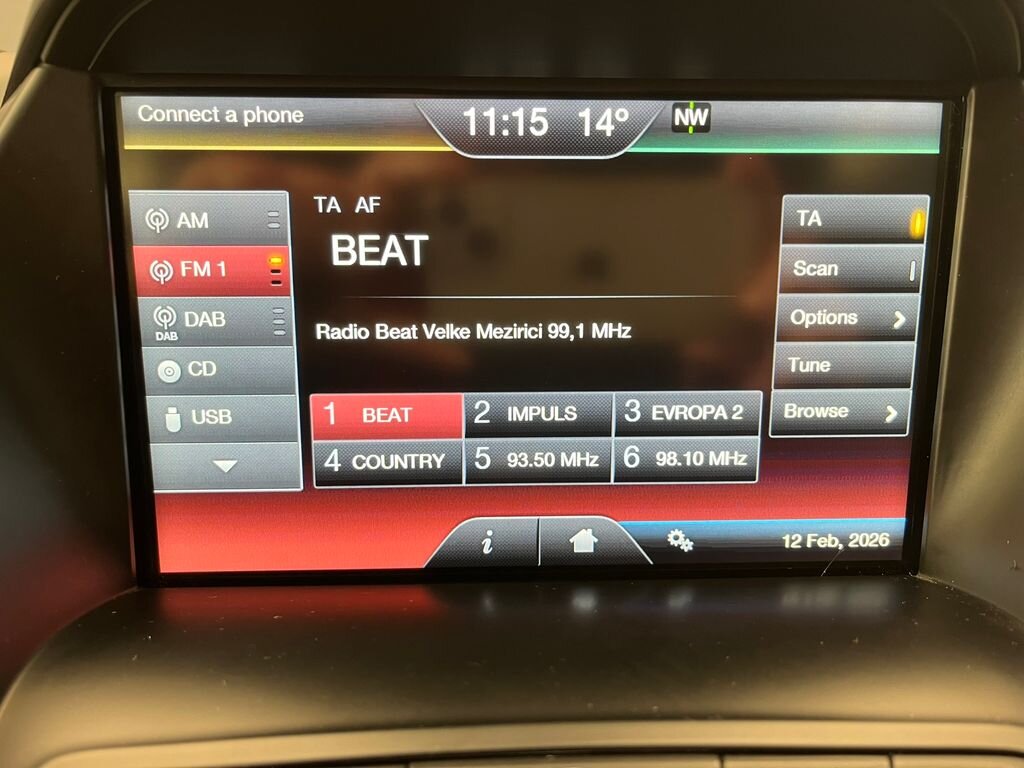 Connect a phone
11:15 14°
NW
AM
FM 1
DAB
DAB
CD
USB
TA AF
BEAT
Radio Beat Velke Mezirici 99,1 MHz
1 BEAT
2 IMPULS
3 EVROPA 2
4 COUNTRY
5 93.50 MHz
6 98.10 MHz
TA
Scan
Options
Tune
Browse
i
12 Feb, 2026